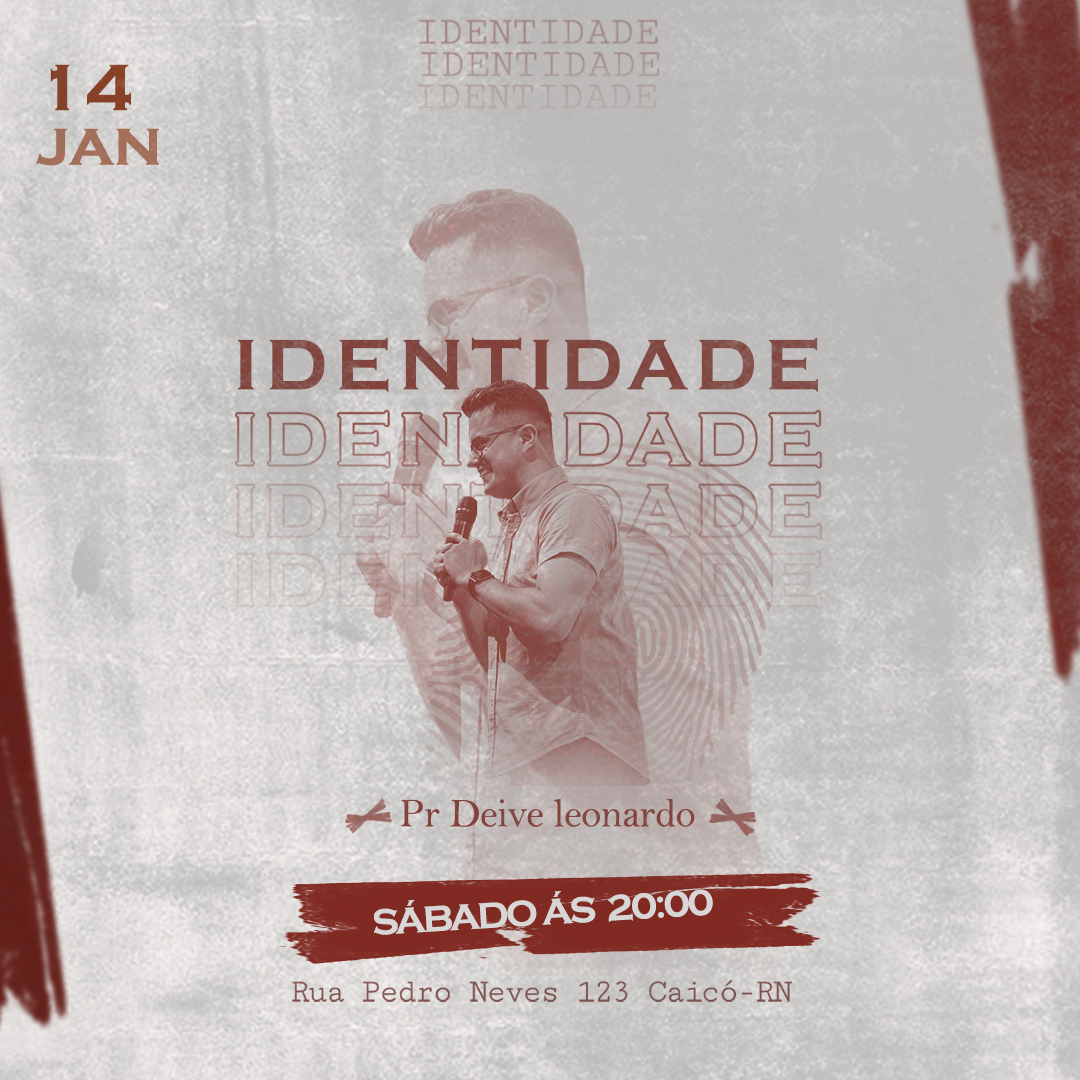 IDENTIDADE
IDENTIDADE
IDENTIDADE
14
JAN
IDENTIDADE
IDENTIDADE
IDENTIDADE
IDENTIDADE
Pr Deive leonardo
SÁBADO ÁS 20:00
Rua Pedro Neves 123 Caicó-RN